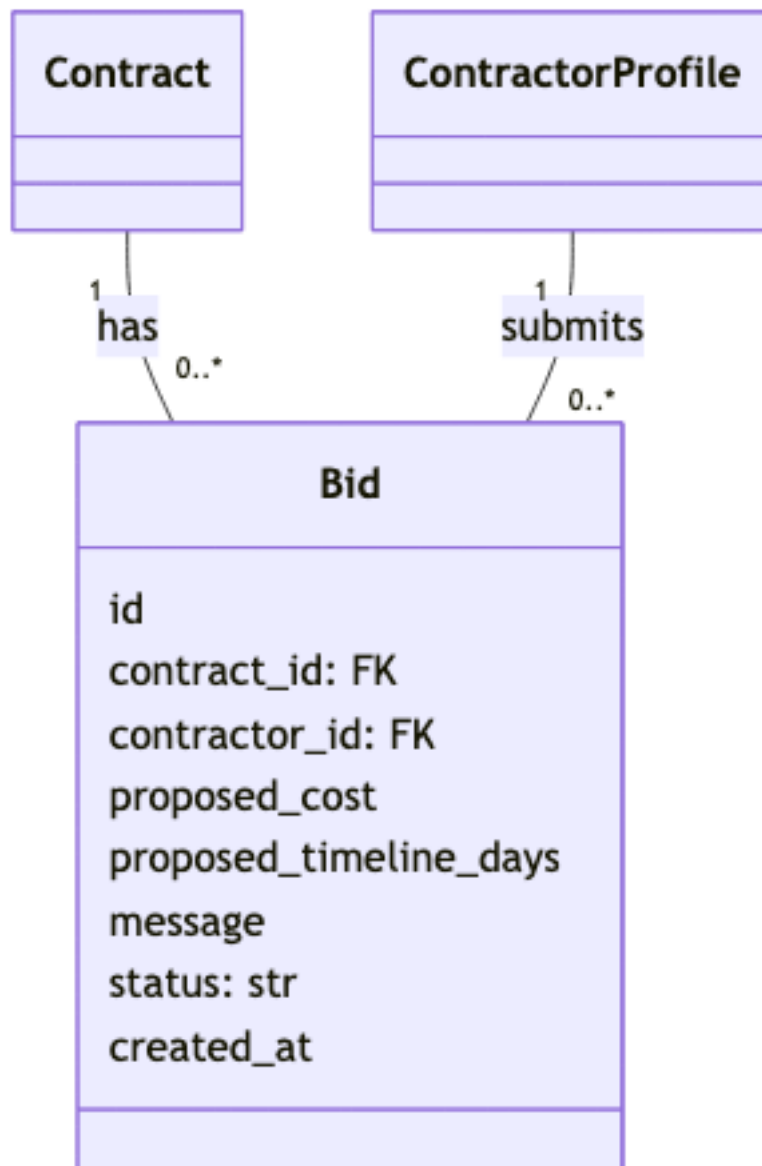 Contract
ContractorProfile
1
has
0..*
1
submits
0..*
Bid
id
contract_id: FK
contractor_id: FK
proposed_cost
proposed_timeline_days
message
status: str
created_at